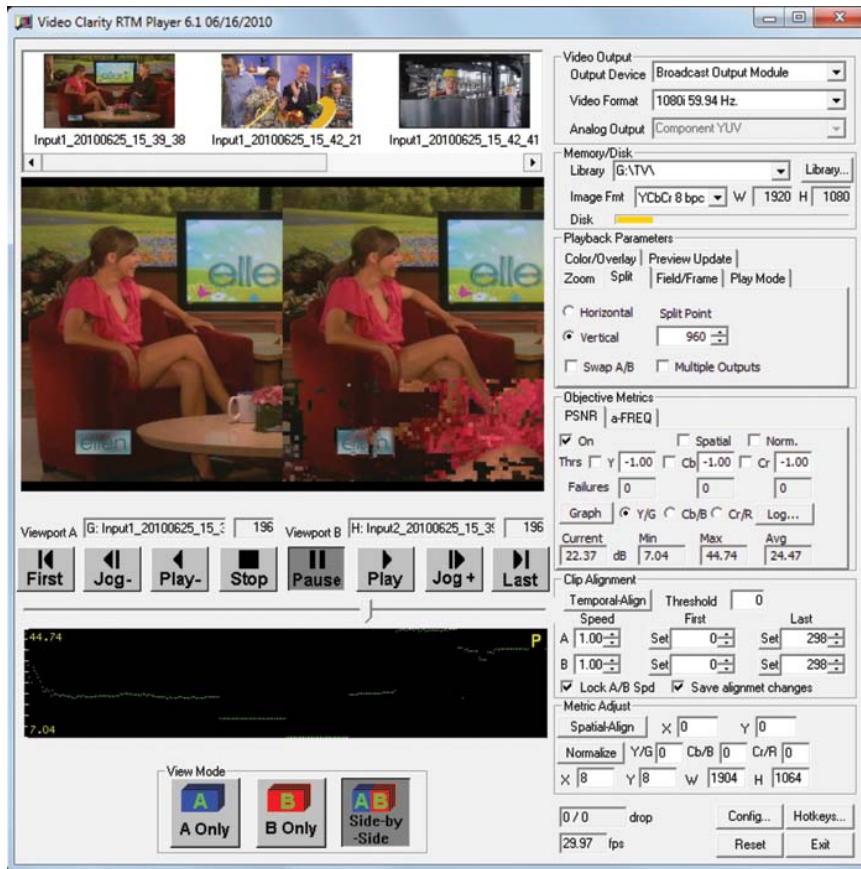 Video Clarity RTM Player 6.1 06/16/2010
Input1_20100625_15_39_38
Input1_20100625_15_42_21
Input1_20100625_15_42_41
ellen
elle
elle
ellen
Viewport A
G: Input1_20100625_15_3
196
Viewport B
H: Input2_20100625_15_35
196
First
Jog-
Play-
Stop
Pause
Play
Jog +
Last
44.74
P
7.04
View Mode
A
A Only
B
B Only
AB
Side-by
-Side
Video Output
Output Device Broadcast Output Module
Video Format 1080i 59.94 Hz.
Analog Output Component YUV
Memory/Disk
Library G:\TV\ Library...
Image Fmt YCbCr 8 bpc W 1920 H 1080
Disk
Playback Parameters
Color/Overlay Preview Update
Zoom Split Field/Frame Play Mode
Horizontal Split Point
Vertical 960
Swap A/B Multiple Outputs
Objective Metrics
PSNR a-FREQ
On Spatial Norm.
Thrs Y -1.00 Cb -1.00 Cr -1.00
Failures 0 0 0
Graph Y/G Cb/B Cr/R Log...
Current Min Max Avg
22.37 dB 7.04 44.74 24.47
Clip Alignment
Temporal-Align Threshold 0
Speed First Last
A 1.00 Set 0 Set 298
B 1.00 Set 0 Set 298
Lock A/B Spd Save alignmet changes
Metric Adjust
Spatial-Align X 0 Y 0
Normalize Y/G 0 Cb/B 0 Cr/R 0
X 8 Y 8 W 1904 H 1064
0 / 0 drop Config... Hotkeys...
29.97 fps Reset Exit